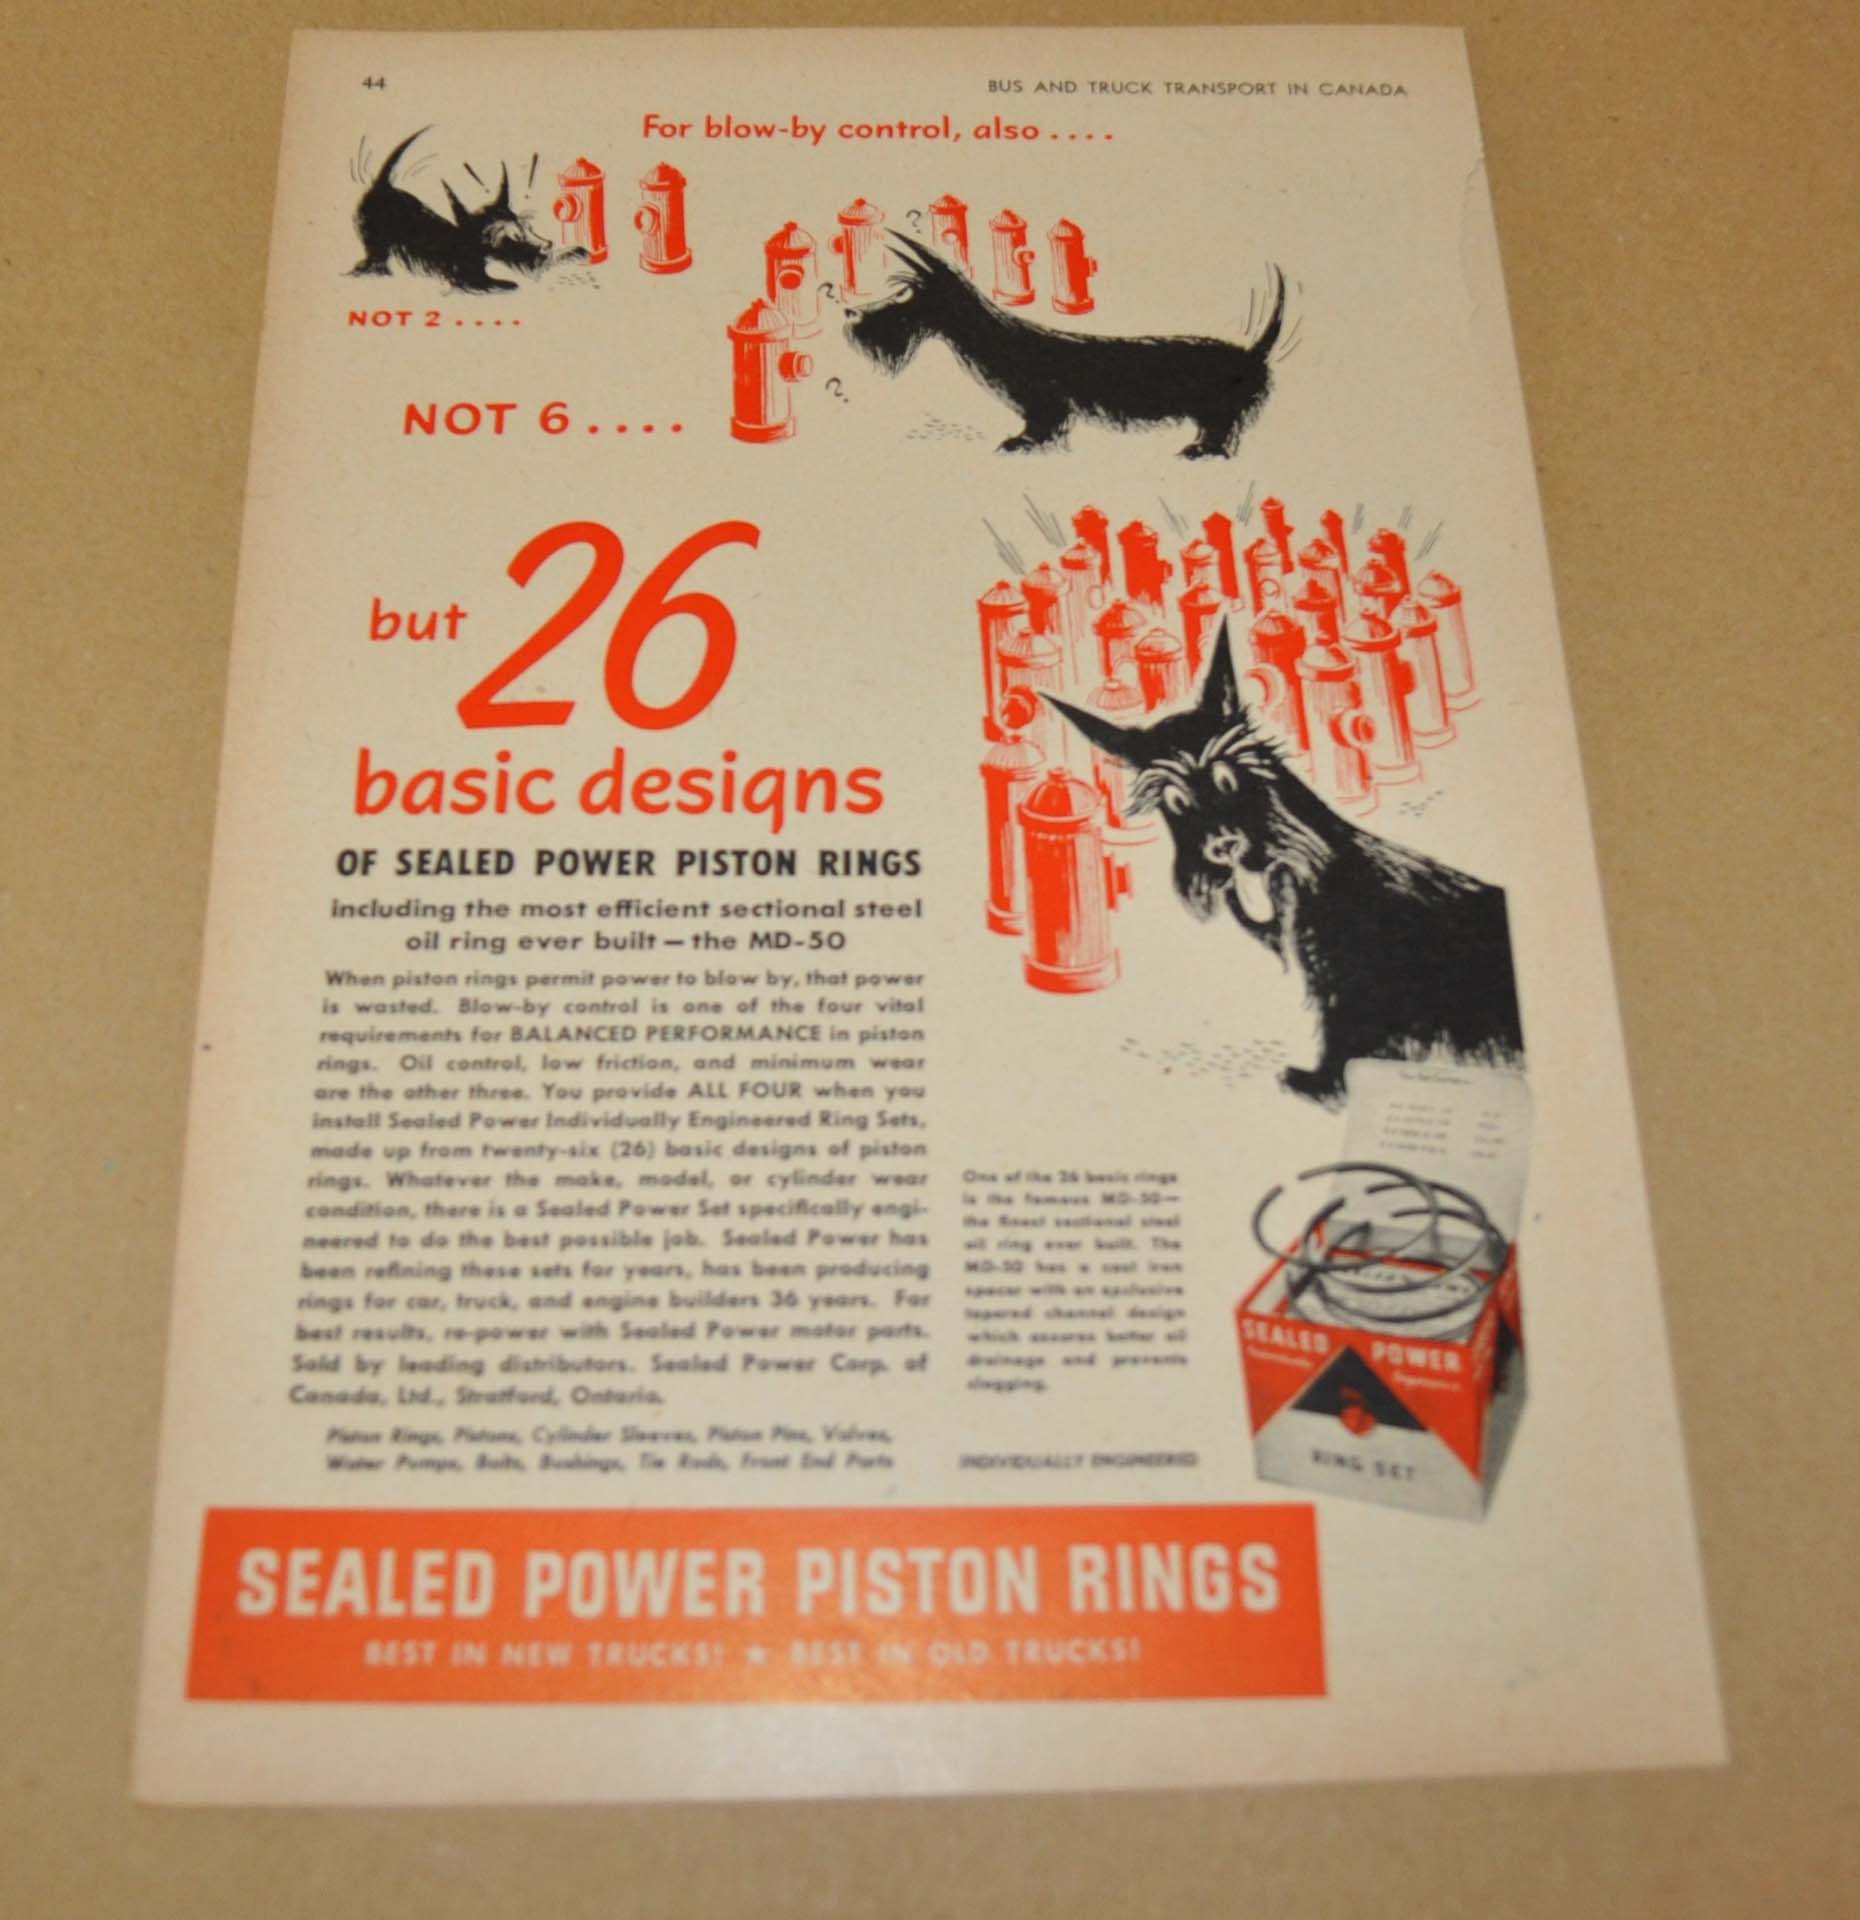 44
BUS AND TRUCK TRANSPORT IN CANADA
For blow-by control, also ....
! !
?
?
?
NOT 2 ....
NOT 6 ....
but 26
basic designs
OF SEALED POWER PISTON RINGS
including the most efficient sectional steel
oil ring ever built — the MD-50
When piston rings permit power to blow by, that power
is wasted. Blow-by control is one of the four vital
requirements for BALANCED PERFORMANCE in piston
rings. Oil control, low friction, and minimum wear
are the other three. You provide ALL FOUR when you
install Sealed Power Individually Engineered Ring Sets,
made up from twenty-six (26) basic designs of piston
rings. Whatever the make, model, or cylinder wear
condition, there is a Sealed Power Set specifically engi-
neered to do the best possible job. Sealed Power has
been refining these sets for years, has been producing
rings for car, truck, and engine builders 36 years. For
best results, re-power with Sealed Power motor parts.
Sold by leading distributors. Sealed Power Corp. of
Canada, Ltd., Stratford, Ontario.
Piston Rings, Pistons, Cylinder Sleeves, Piston Pins, Valves,
Water Pumps, Bolts, Bushings, Tie Rods, Front End Parts
One of the 26 basic rings
is the famous MD-50—
the finest sectional steel
oil ring ever built. The
MD-50 has a cast iron
spacer with an exclusive
tapered channel design
which assures better oil
drainage and prevents
clogging.
INDIVIDUALLY ENGINEERED
SEALED POWER
RING SET
SEALED POWER PISTON RINGS
BEST IN NEW TRUCKS! ★ BEST IN OLD TRUCKS!